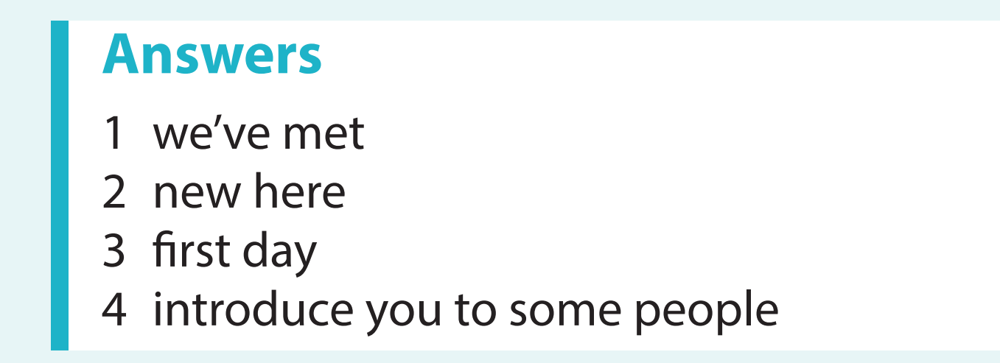 Answers
1 we've met
2 new here
3 first day
4 introduce you to some people